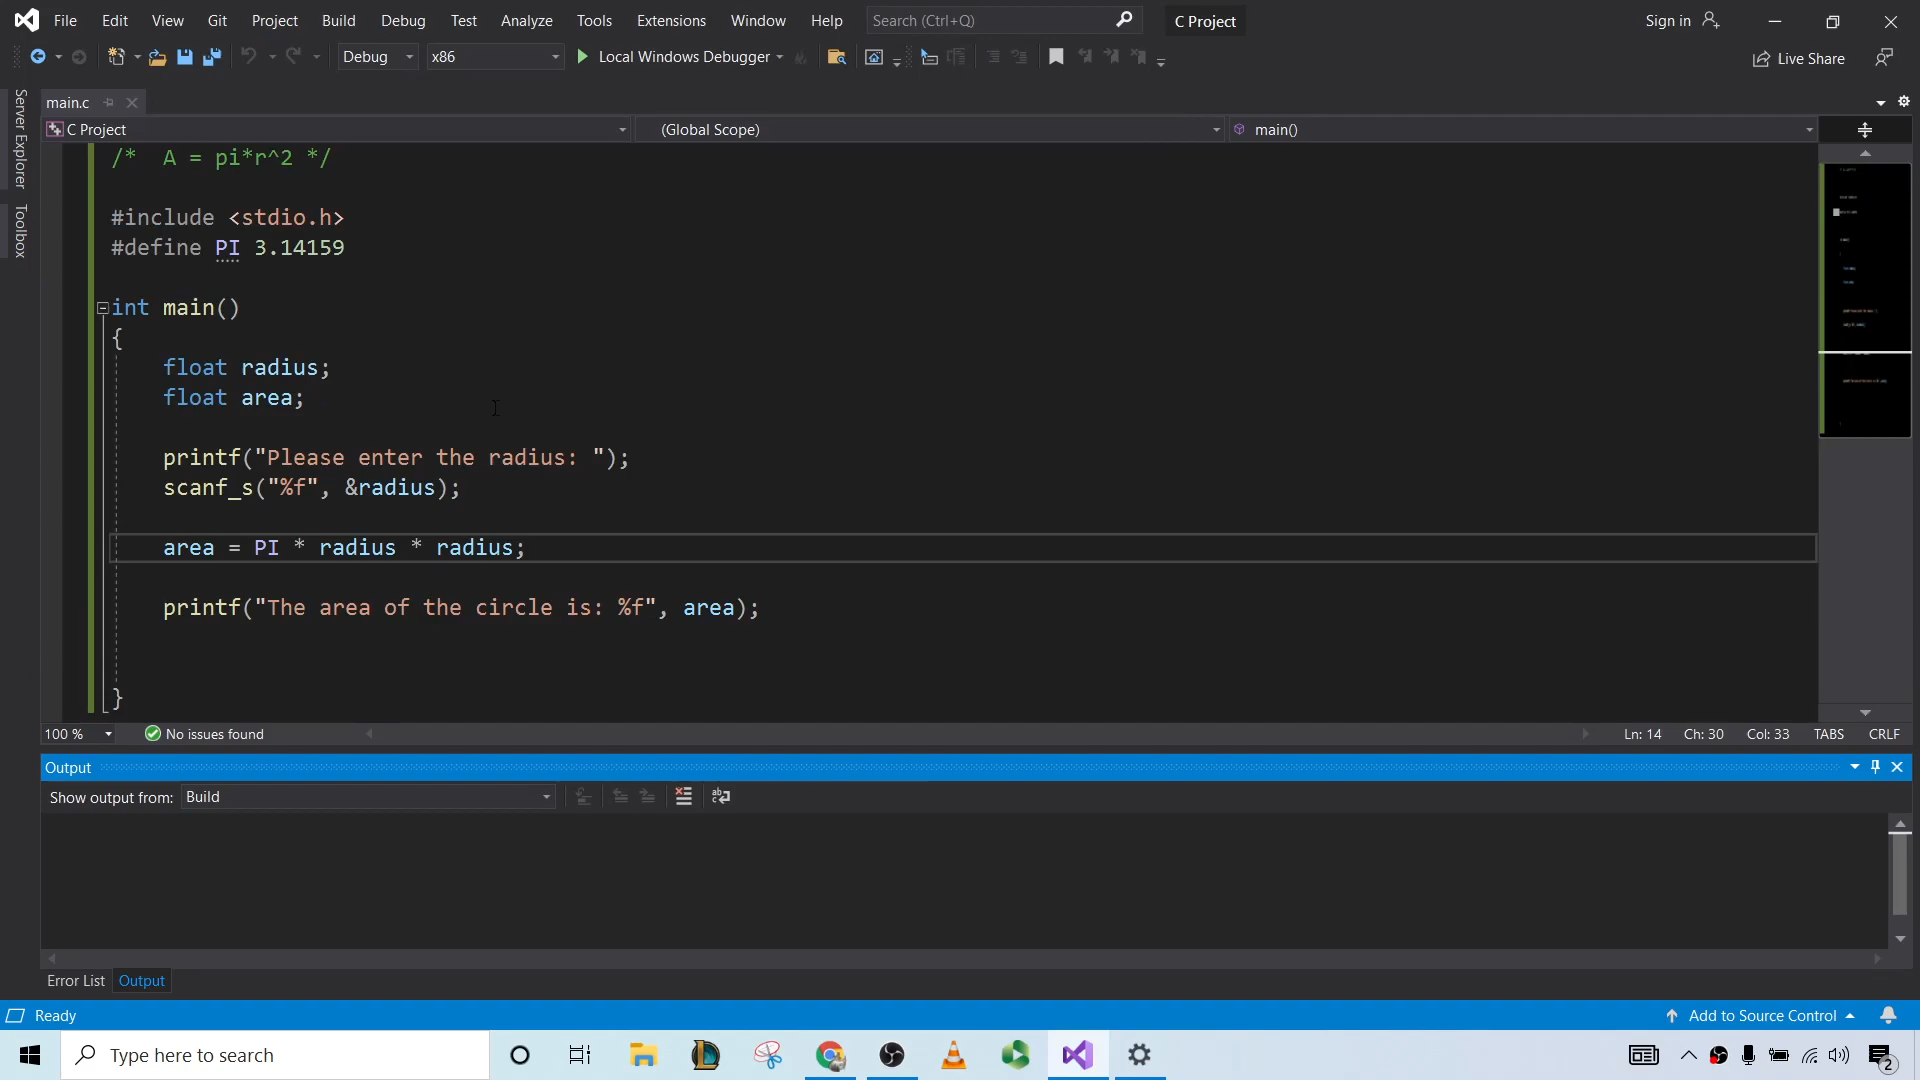 File Edit View Git Project Build Debug Test Analyze Tools Extensions Window Help Search (Ctrl+Q) C Project Sign in
Debug x86 Local Windows Debugger Live Share
Server Explorer
Toolbox
main.c
C Project (Global Scope) main()
/*  A = pi*r^2 */
#include <stdio.h>
#define PI 3.14159
int main()
{
float radius;
float area;
printf("Please enter the radius: ");
scanf_s("%f", &radius);
area = PI * radius * radius;
printf("The area of the circle is: %f", area);
}
100 % No issues found Ln: 14 Ch: 30 Col: 33 TABS CRLF
Output
Show output from: Build
Error List Output
Ready Add to Source Control
Type here to search 2